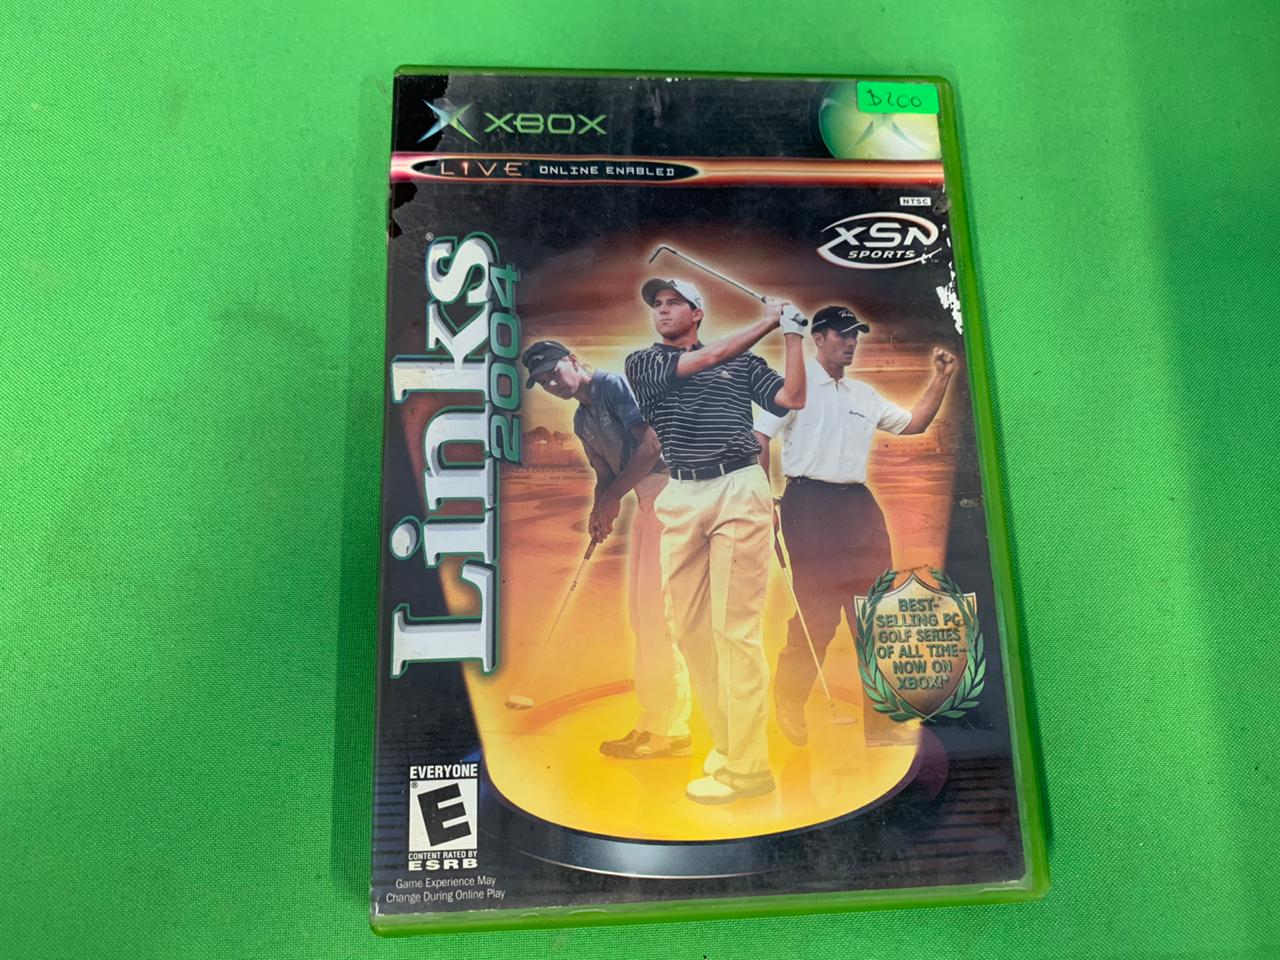 XBOX
$200
LIVE ONLINE ENABLED
NTSC
XSN
SPORTS
Links
2004
BEST-
SELLING PC
GOLF SERIES
OF ALL TIME—
NOW ON
XBOX!
EVERYONE
E
CONTENT RATED BY
ESRB
Game Experience May
Change During Online Play